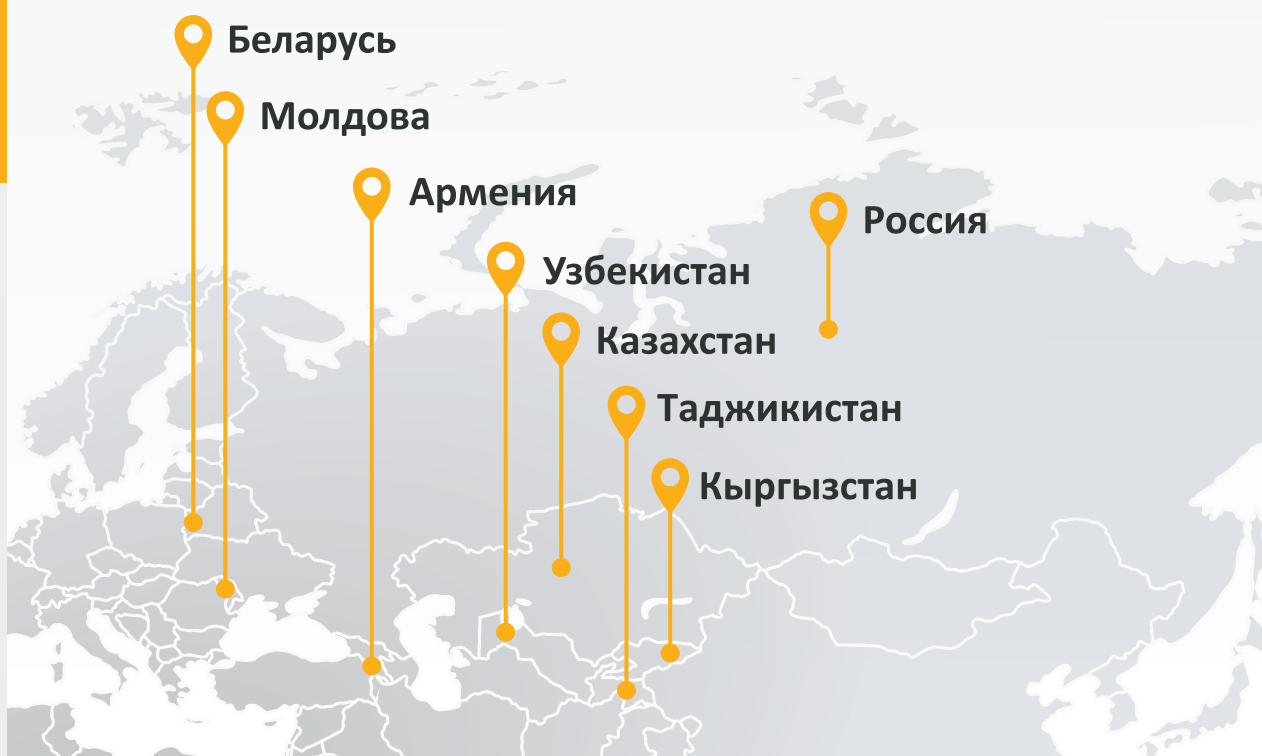 Беларусь
Молдова
Армения
Россия
Узбекистан
Казахстан
Таджикистан
Кыргызстан